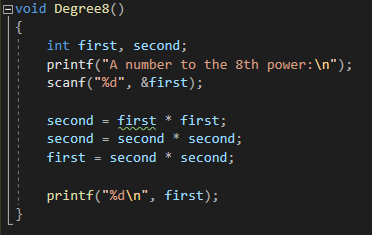 void Degree8()
{
int first, second;
printf("A number to the 8th power:\n");
scanf("%d", &first);
second = first * first;
second = second * second;
first = second * second;
printf("%d\n", first);
}